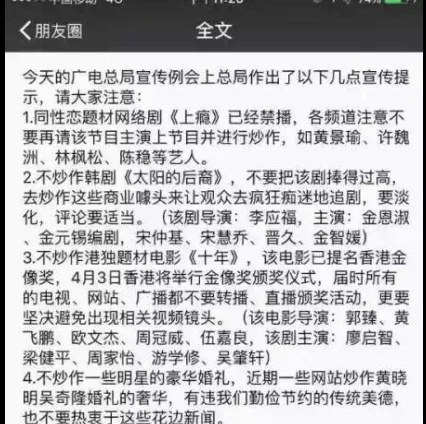 中国移动 4G
下午11:20
74%
朋友圈
全文
今天的广电总局宣传例会上总局作出了以下几点宣传提
示，请大家注意：
1.同性恋题材网络剧《上瘾》已经禁播，各频道注意不
要再请该节目主演上节目并进行炒作，如黄景瑜、许魏
洲、林枫松、陈稳等艺人。
2.不炒作韩剧《太阳的后裔》，不要把该剧捧得过高，
去炒作这些商业噱头来让观众去疯狂痴迷地追剧，要淡
化，评论要适当。（该剧导演：李应福，主演：金恩淑
、金元锡编剧，宋仲基、宋慧乔、晋久、金智媛）
3.不炒作港独题材电影《十年》，该电影已提名香港金
像奖，4月3日香港将举行金像奖颁奖仪式，届时所有
的电视、网站、广播都不要转播、直播颁奖活动，更要
坚决避免出现相关视频镜头。（该电影导演：郭臻、黄
飞鹏、欧文杰、周冠威、伍嘉良，该剧主演：廖启智、
梁健平、周家怡、游学修、吴肇轩）
4.不炒作一些明星的豪华婚礼，近期一些网站炒作黄晓
明吴奇隆婚礼的奢华，有违我们勤俭节约的传统美德，
也不要热衷于这些花边新闻。